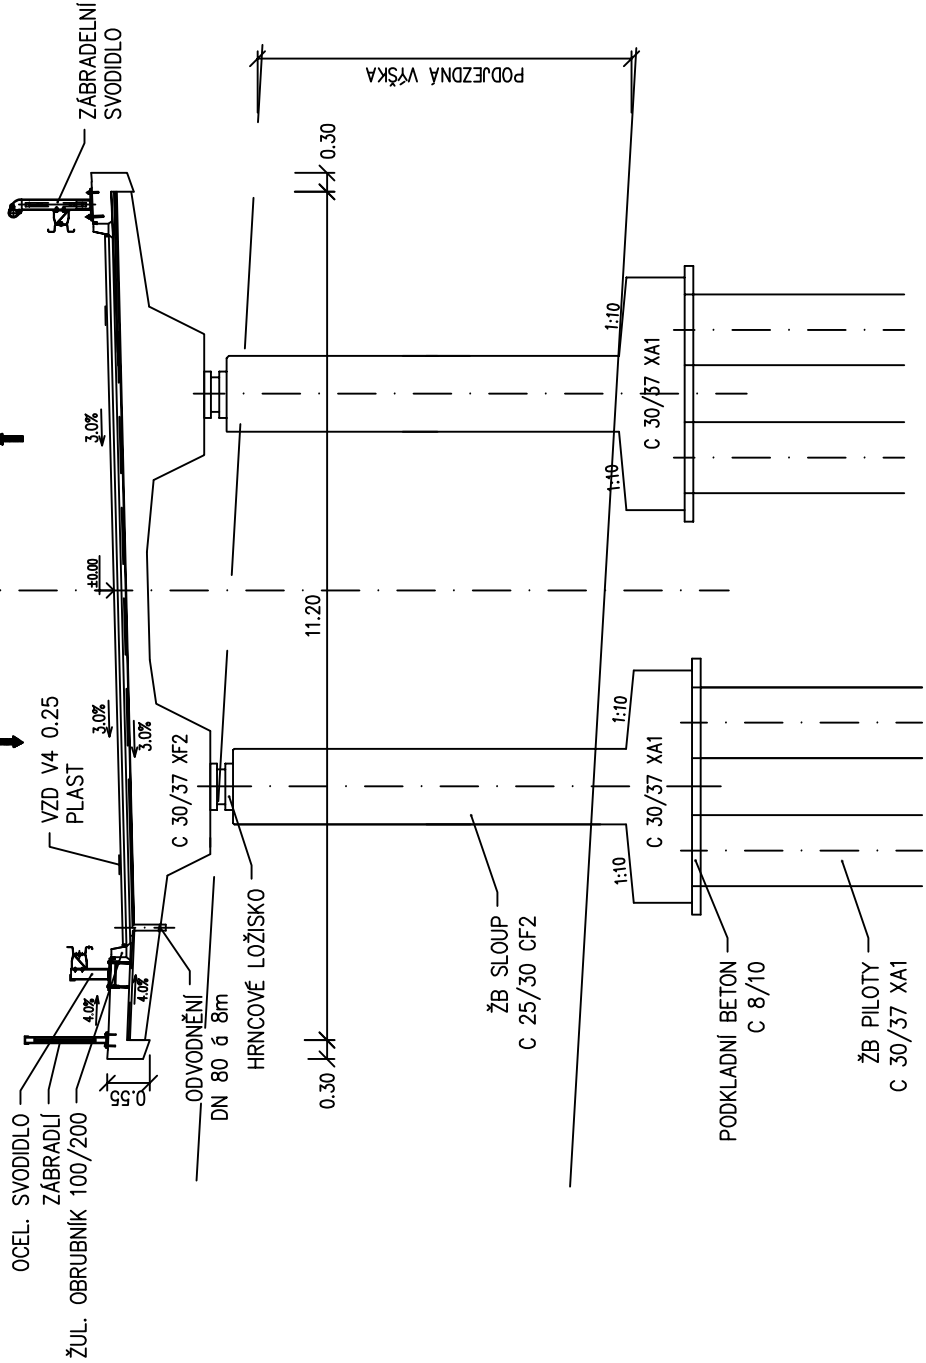 OCEL. SVODIDLO
ZÁBRADLÍ
ŽUL. OBRUBNÍK 100/200
VZD V4 0.25
PLAST
ZÁBRADELNÍ
SVODIDLO
4.0%
4.0%
3.0%
3.0%
±0.00
3.0%
0.55
C 30/37 XF2
ODVODNĚNÍ
DN 80 á 8m
HRNCOVÉ LOŽISKO
0.30
11.20
0.30
PODJEZDNÁ VÝŠKA
ŽB SLOUP
C 25/30 CF2
1:10
1:10
1:10
1:10
C 30/37 XA1
C 30/37 XA1
PODKLADNÍ BETON
C 8/10
ŽB PILOTY
C 30/37 XA1